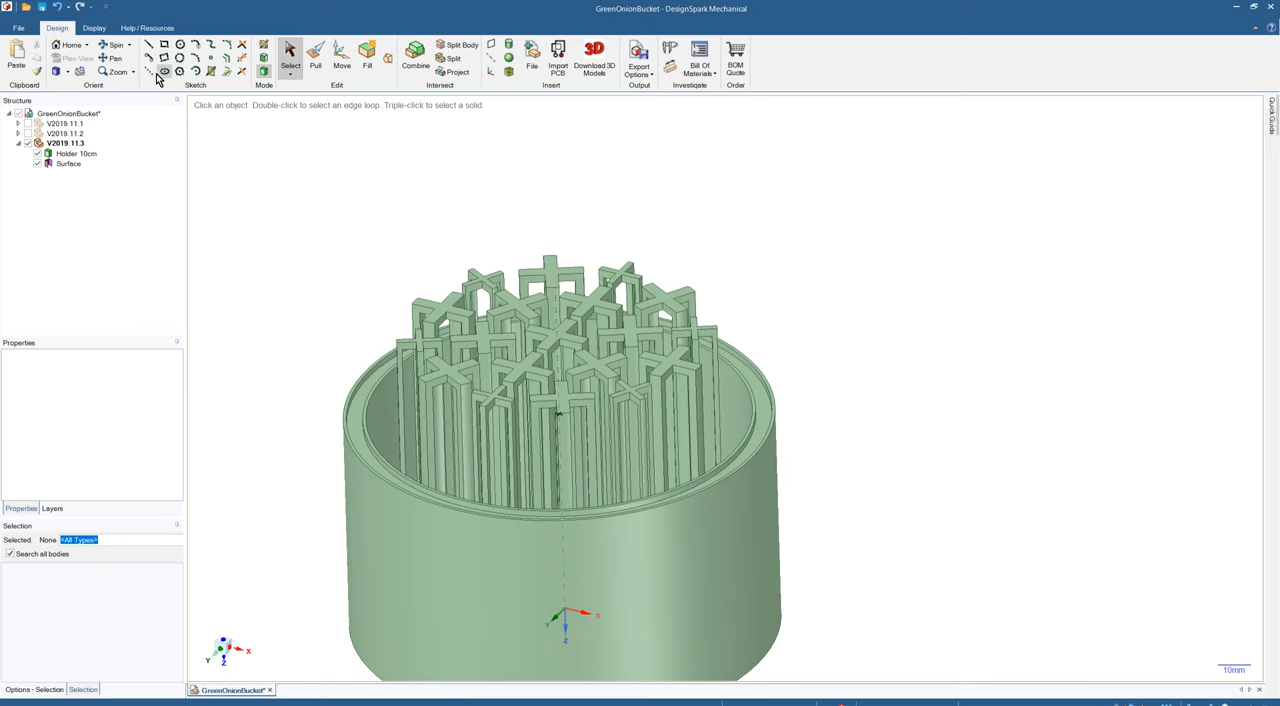 GreenOnionBucket - DesignSpark Mechanical
File Design Display Help / Resources
Paste
Home
Plan View
Spin
Pan
Zoom
Select
Pull
Move
Fill
Combine
Split Body
Split
Project
File
Import PCB
Download 3D Models
Export Options
Bill Of Materials
BOM Quote
Clipboard Orient Sketch Mode Edit Intersect Insert Output Investigate Order
Structure
GreenOnionBucket*
V2019.11.1
V2019.11.2
V2019.11.3
Holder 10cm
Surface
Click an object. Double-click to select an edge loop. Triple-click to select a solid.
Quick Guide
Properties
Properties Layers
Selection
Selected: None <All Types>
Search all bodies
X
Y
Z
X
Y
Z
10mm
Options - Selection Selection
GreenOnionBucket*